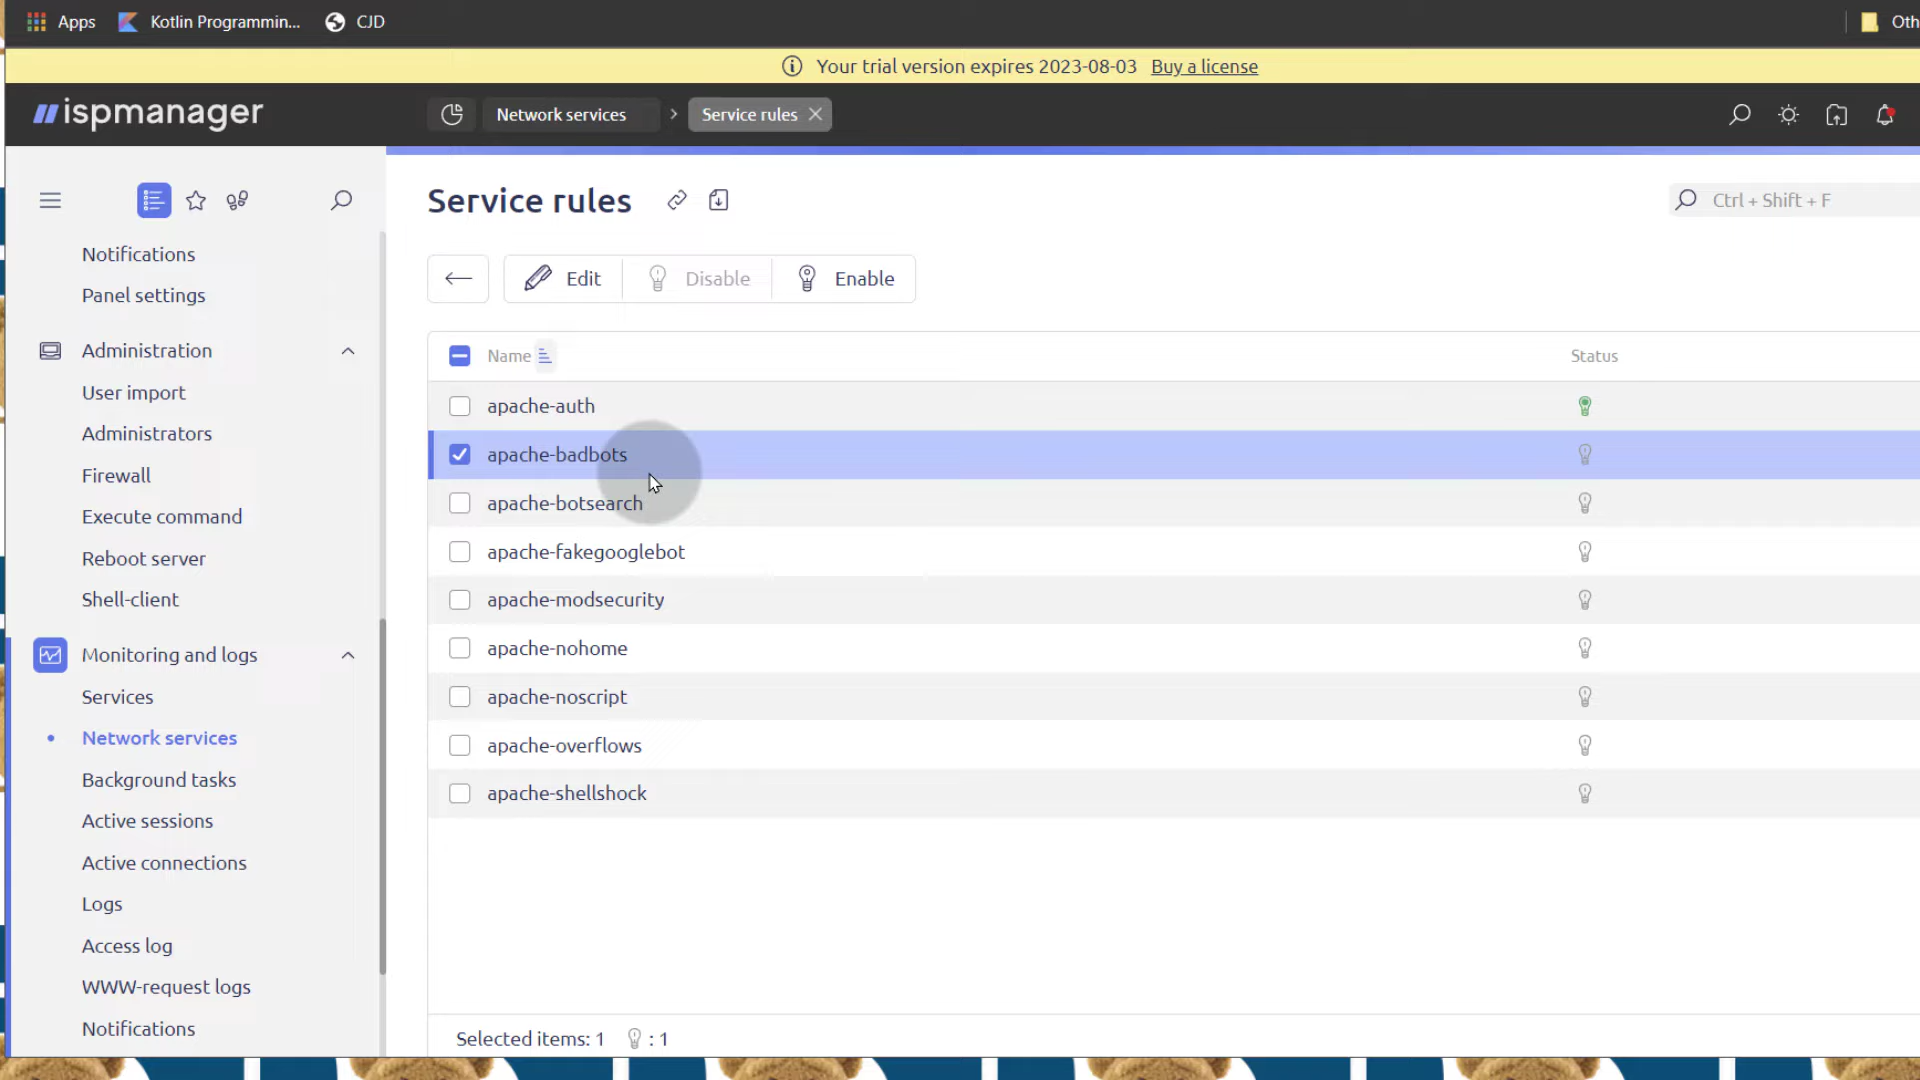 Apps
Kotlin Programmin...
CJD
Your trial version expires 2023-08-03 Buy a license
ispmanager
Network services
Service rules
Service rules
Ctrl + Shift + F
Edit
Disable
Enable
Name
Status
apache-auth
apache-badbots
apache-botsearch
apache-fakegooglebot
apache-modsecurity
apache-nohome
apache-noscript
apache-overflows
apache-shellshock
Selected items: 1
: 1
Notifications
Panel settings
Administration
User import
Administrators
Firewall
Execute command
Reboot server
Shell-client
Monitoring and logs
Services
Network services
Background tasks
Active sessions
Active connections
Logs
Access log
WWW-request logs
Notifications